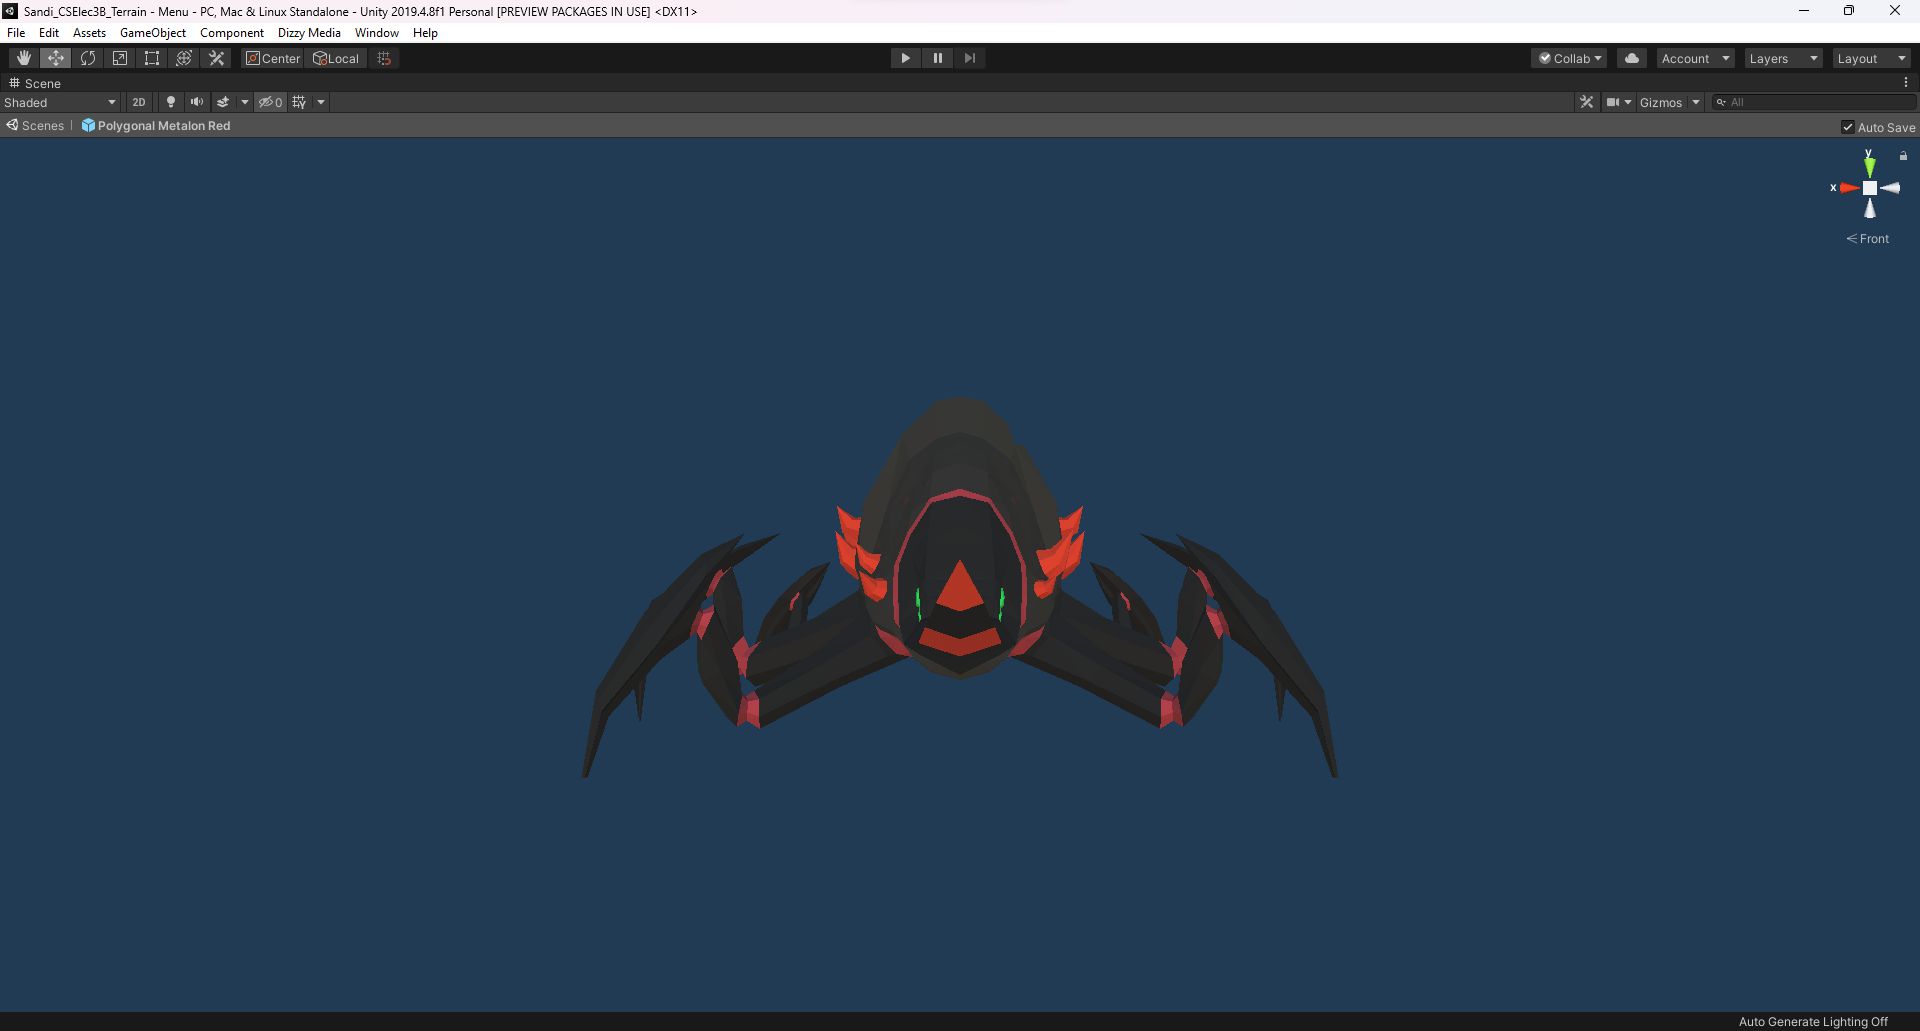 Sandi_CSElec3B_Terrain - Menu - PC, Mac & Linux Standalone - Unity 2019.4.8f1 Personal [PREVIEW PACKAGES IN USE] <DX11>
File Edit Assets GameObject Component Dizzy Media Window Help
Center Local Collab Account Layers Layout
Scene
Shaded 2D 0 Gizmos All
Scenes Polygonal Metalon Red Auto Save
y
x
Front
Auto Generate Lighting Off